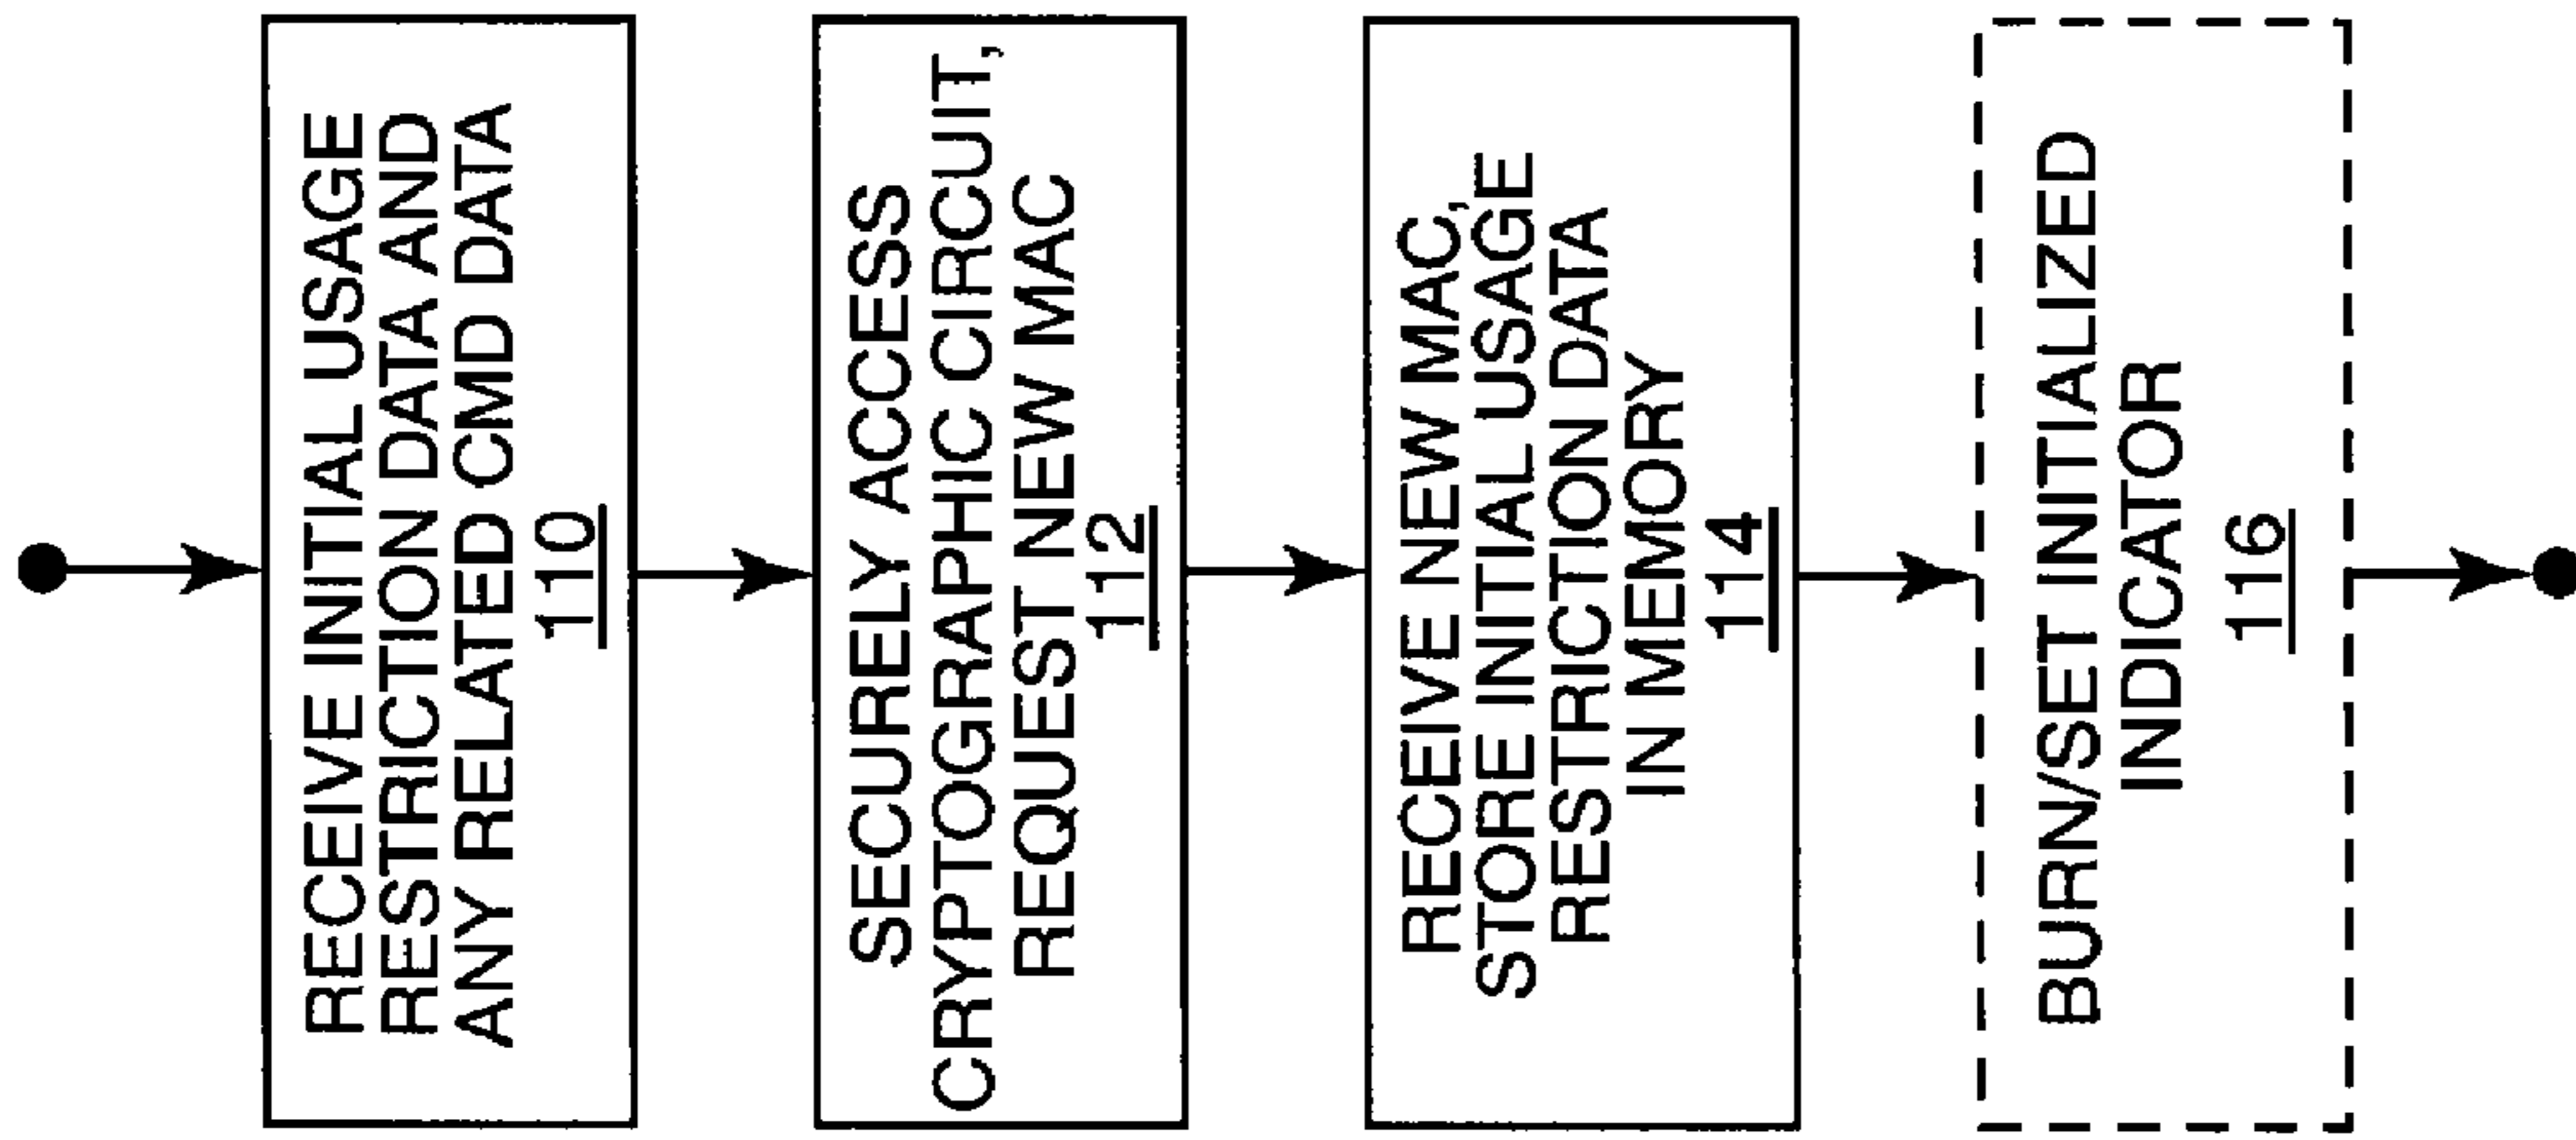 RECEIVE INITIAL USAGE
RESTRICTION DATA AND
ANY RELATED CMD DATA
110
SECURELY ACCESS
CRYPTOGRAPHIC CIRCUIT,
REQUEST NEW MAC
112
RECEIVE NEW MAC,
STORE INITIAL USAGE
RESTRICTION DATA
IN MEMORY
114
BURN/SET INITIALIZED
INDICATOR
116